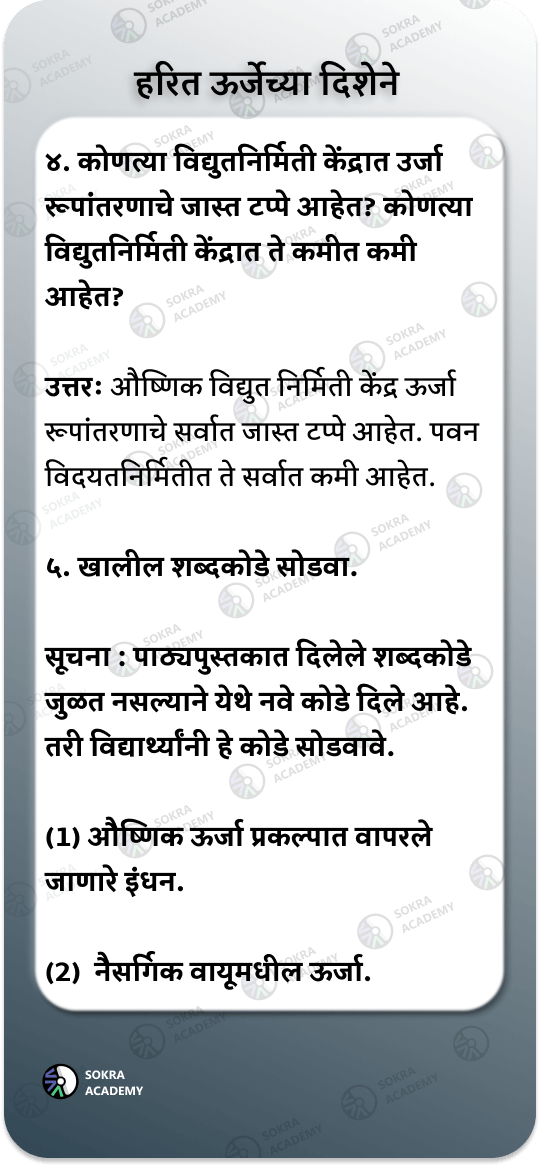 हरित ऊर्जेच्या दिशेने
४. कोणत्या विद्युतनिर्मिती केंद्रात उर्जा
रूपांतरणाचे जास्त टप्पे आहेत? कोणत्या
विद्युतनिर्मिती केंद्रात ते कमीत कमी
आहेत?
उत्तरः औष्णिक विद्युत निर्मिती केंद्र ऊर्जा
रूपांतरणाचे सर्वात जास्त टप्पे आहेत. पवन
विदयतनिर्मितीत ते सर्वात कमी आहेत.
५. खालील शब्दकोडे सोडवा.
सूचना : पाठ्यपुस्तकात दिलेले शब्दकोडे
जुळत नसल्याने येथे नवे कोडे दिले आहे.
तरी विद्यार्थ्यांनी हे कोडे सोडवावे.
(1) औष्णिक ऊर्जा प्रकल्पात वापरले
जाणारे इंधन.
(2) नैसर्गिक वायूमधील ऊर्जा.
SOKRA
ACADEMY